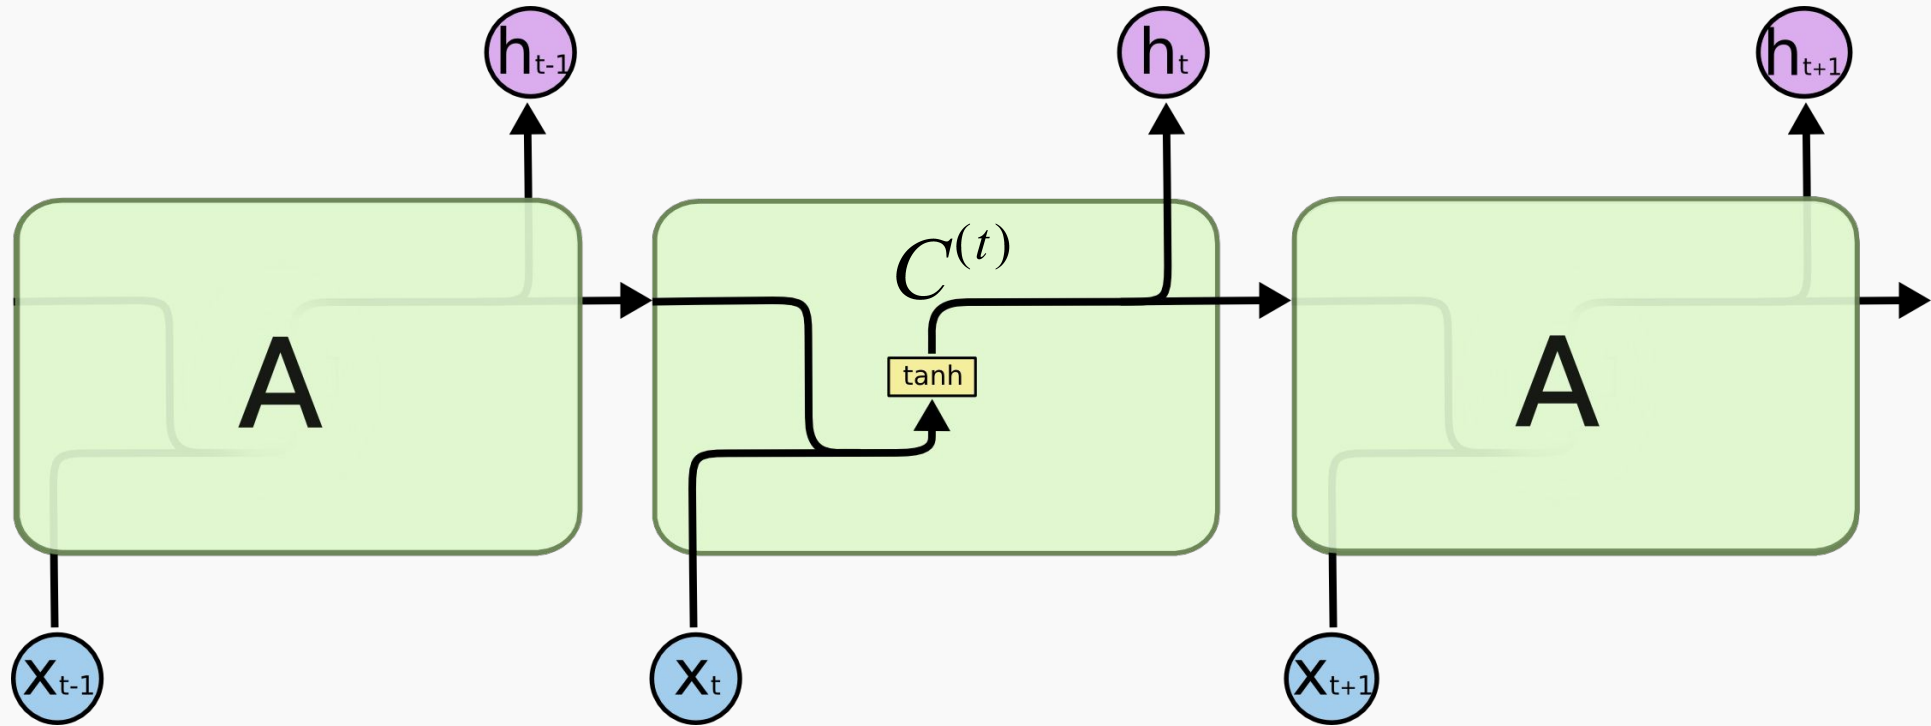 h_{t-1} h_t h_{t+1}
C^{(t)}
A tanh A
x_{t-1} x_t x_{t+1}